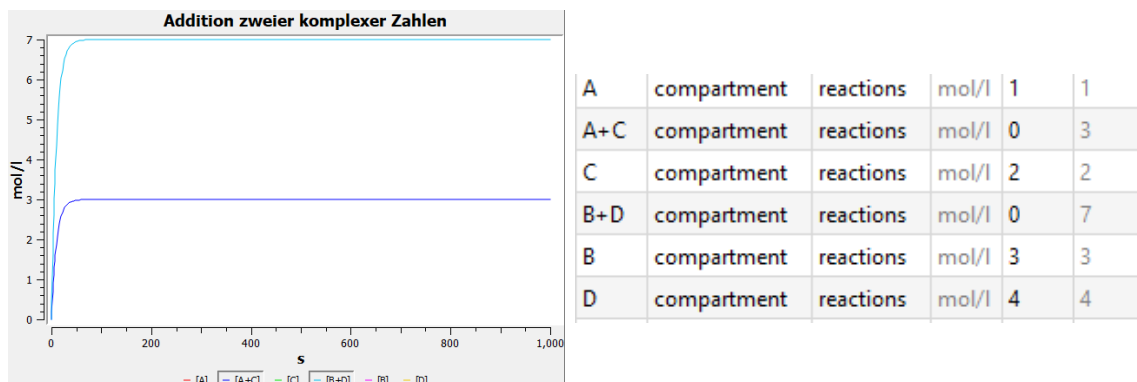 Addition zweier komplexer Zahlen
7
6
5
4
3
2
1
0
mol/l
0 200 400 600 800 1,000
s
[A] [A+C] [C] [B+D] [B] [D]
A compartment reactions mol/l 1 1
A+C compartment reactions mol/l 0 3
C compartment reactions mol/l 2 2
B+D compartment reactions mol/l 0 7
B compartment reactions mol/l 3 3
D compartment reactions mol/l 4 4